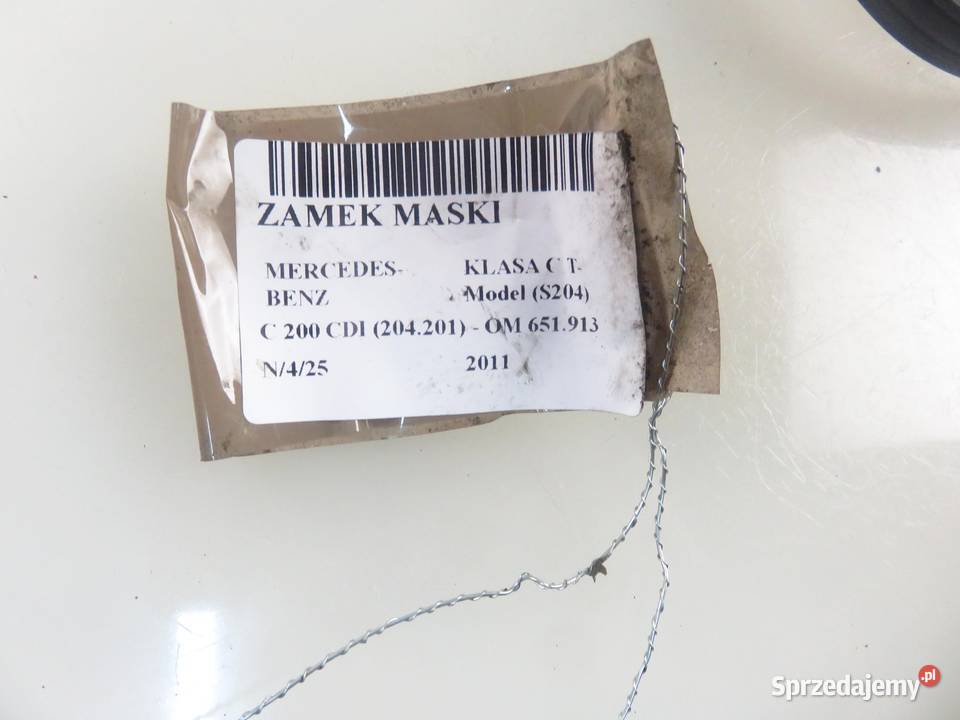 ZAMEK MASKI
MERCEDES-BENZ
KLASA C T-Model (S204)
C 200 CDI (204.201) - OM 651.913
N/4/25
2011
Sprzedajemy.pl